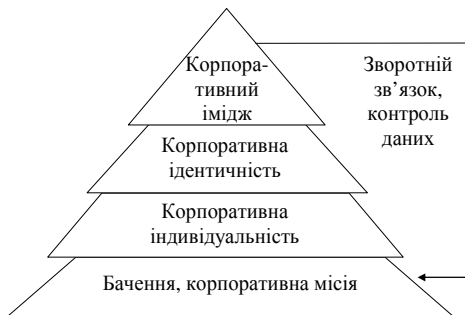 Корпора-
тивний
імідж
Зворотній
зв’язок,
контроль
даних
Корпоративна
ідентичність
Корпоративна
індивідуальність
Бачення, корпоративна місія